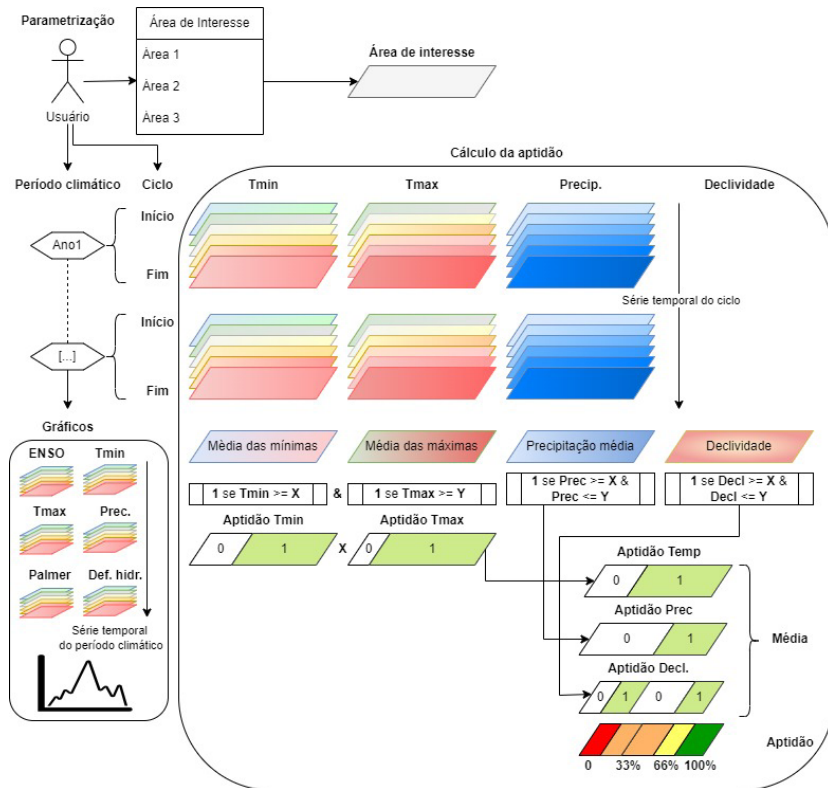 Parametrização
Usuário
Área de Interesse
Área 1
Área 2
Área 3
Área de interesse
Período climático
Ciclo
Ano1
Início
Fim
[...]
Início
Fim
Gráficos
ENSO
Tmin
Tmax
Prec.
Palmer
Def. hidr.
Série temporal
do período climático
Cálculo da aptidão
Tmin
Tmax
Precip.
Declividade
Série temporal do ciclo
Média das mínimas
Média das máximas
Precipitação média
Declividade
1 se Tmin >= X
&
1 se Tmax >= Y
1 se Prec >= X &
Prec <= Y
1 se Decl >= X &
Decl <= Y
Aptidão Tmin
0 1
X
Aptidão Tmax
0 1
Aptidão Temp
0 1
Aptidão Prec
0 1
Aptidão Decl.
0 1 0 1
Média
Aptidão
0 33% 66% 100%